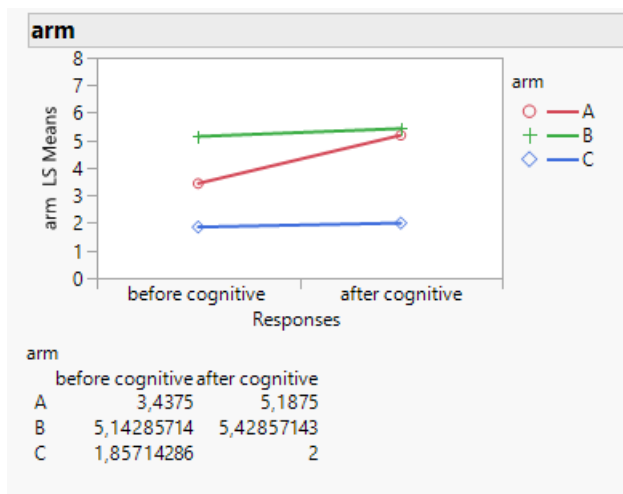 arm
8
7
6
5
4
3
2
1
0
arm LS Means
before cognitive after cognitive
Responses
arm
A
B
C
arm
before cognitive after cognitive
A 3,4375 5,1875
B 5,14285714 5,42857143
C 1,85714286 2